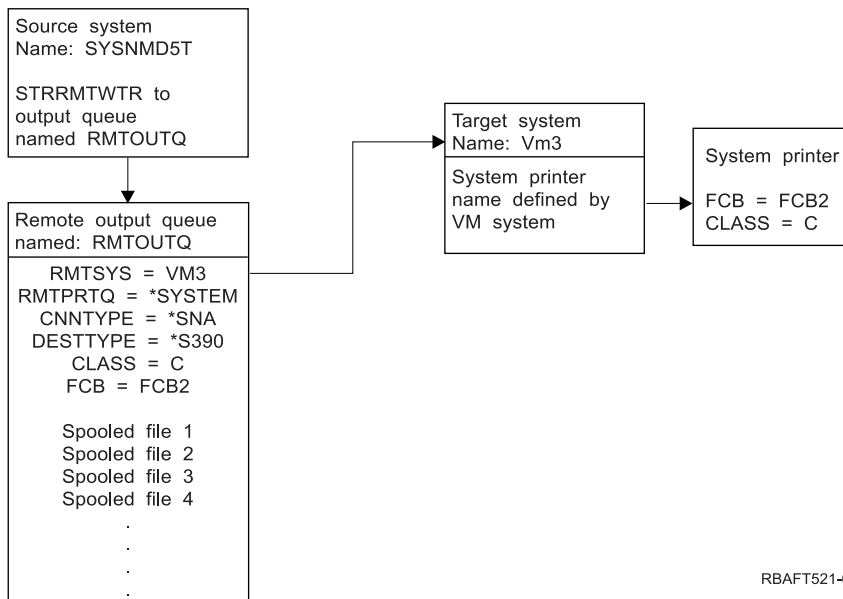 Source system
Name: SYSNMD5T
STRRMTWTR to
output queue
named RMTOUTQ
Remote output queue
named: RMTOUTQ
RMTSYS = VM3
RMTPRTQ = *SYSTEM
CNNTYPE = *SNA
DESTTYPE = *S390
CLASS = C
FCB = FCB2
Spooled file 1
Spooled file 2
Spooled file 3
Spooled file 4
.
.
.
.
Target system
Name: Vm3
System printer
name defined by
VM system
System printer
FCB = FCB2
CLASS = C